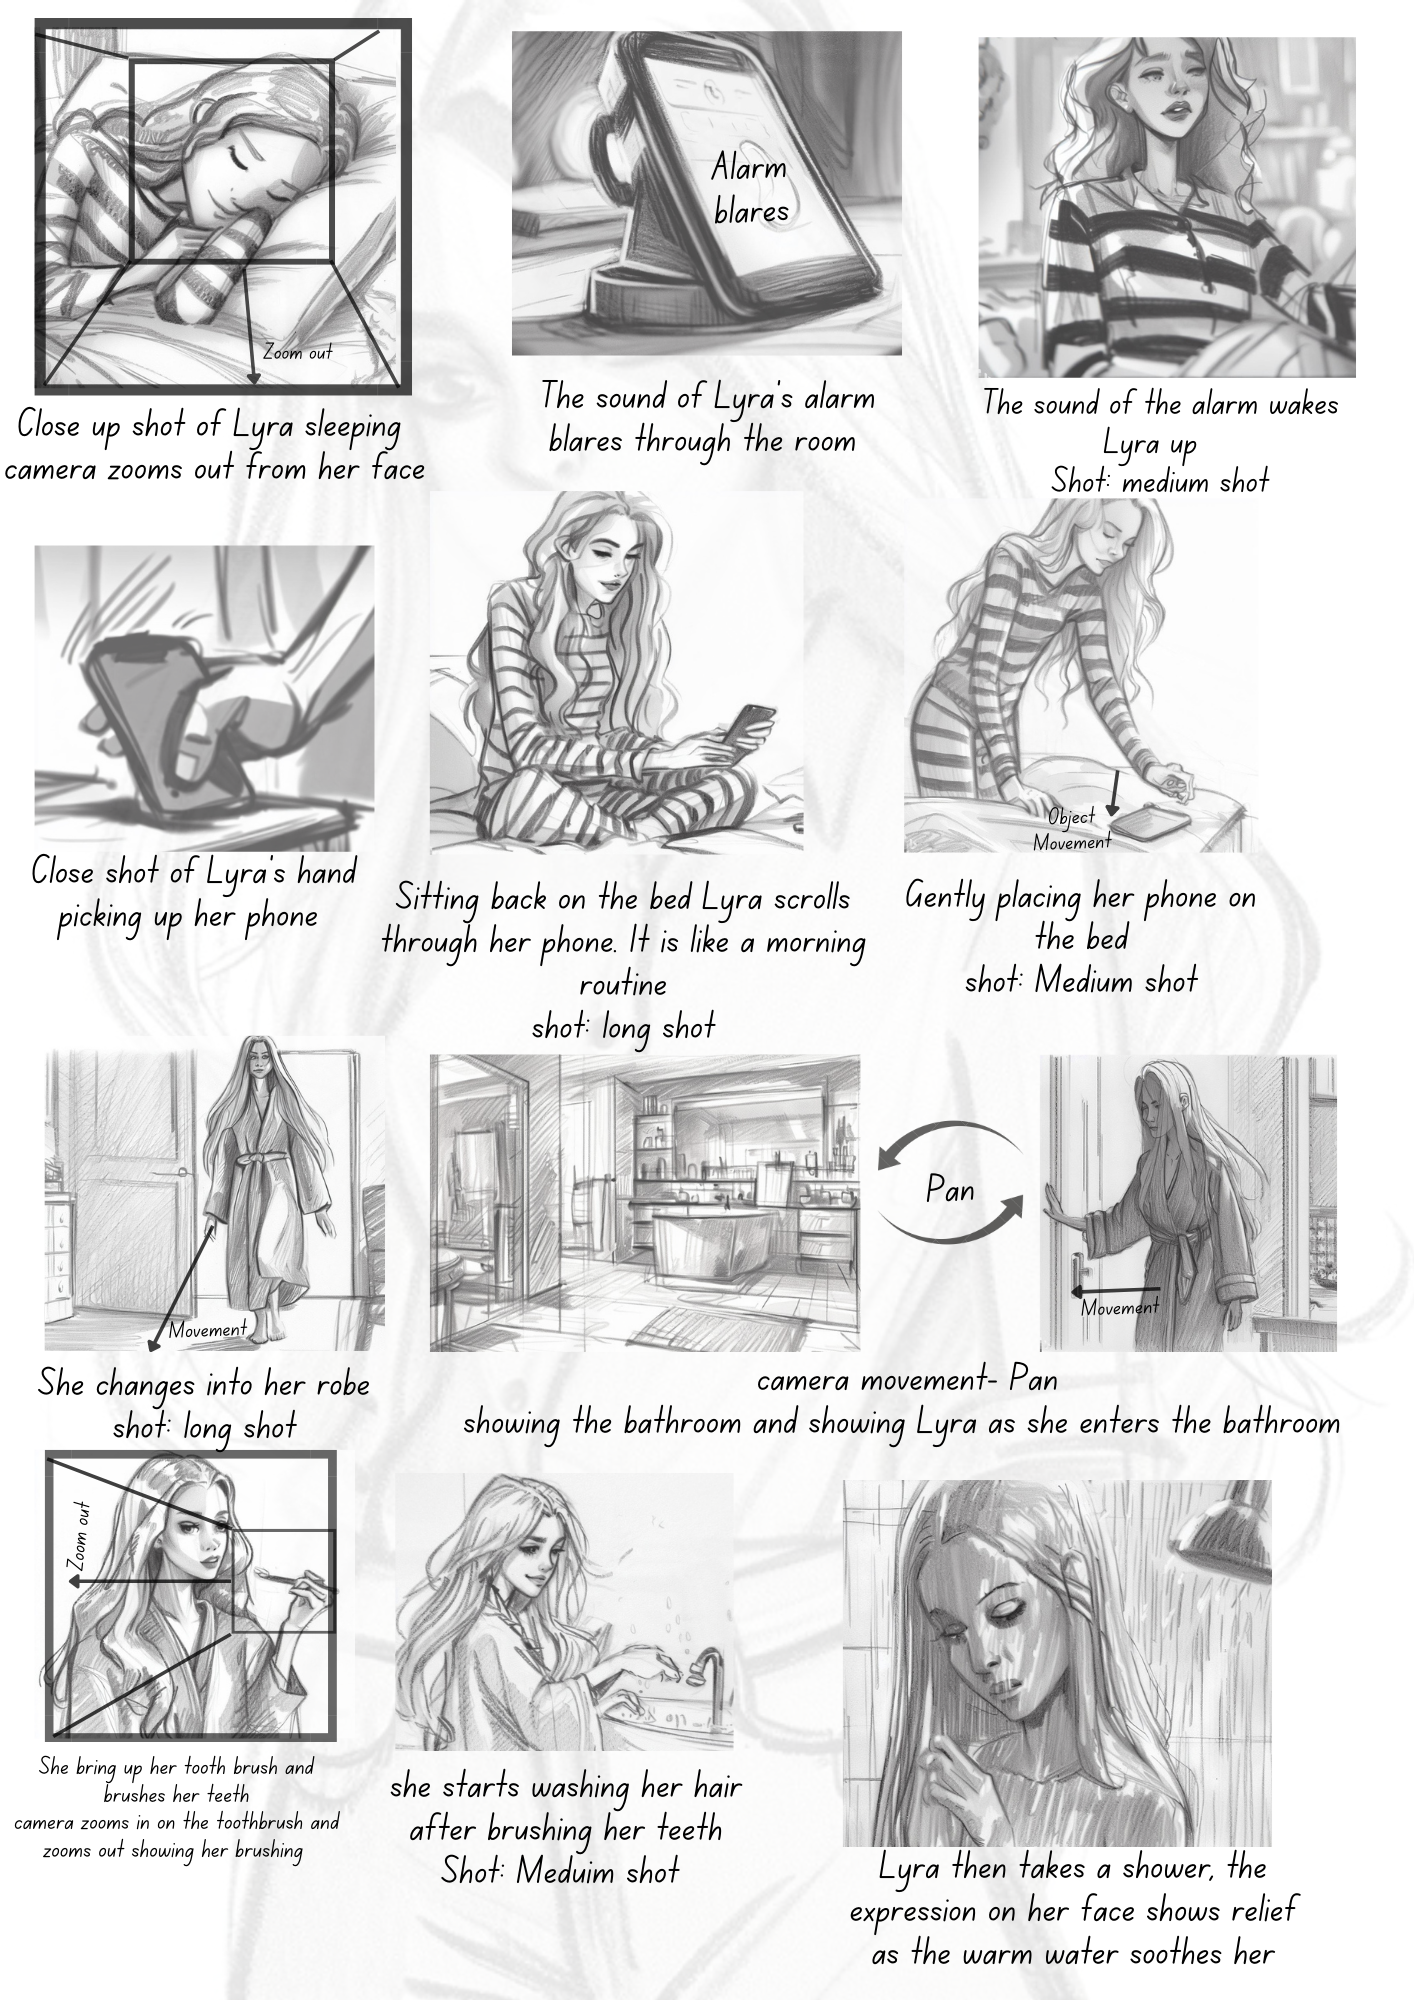 Zoom out
Close up shot of Lyra sleeping
camera zooms out from her face
Alarm
blares
The sound of Lyra's alarm
blares through the room
The sound of the alarm wakes
Lyra up
Shot: medium shot
Close shot of Lyra's hand
picking up her phone
Sitting back on the bed Lyra scrolls
through her phone. It is like a morning
routine
shot: long shot
Object
Movement
Gently placing her phone on
the bed
shot: Medium shot
Movement
She changes into her robe
shot: long shot
Pan
Movement
camera movement- Pan
showing the bathroom and showing Lyra as she enters the bathroom
Zoom out
She bring up her tooth brush and
brushes her teeth
camera zooms in on the toothbrush and
zooms out showing her brushing
she starts washing her hair
after brushing her teeth
Shot: Meduim shot
Lyra then takes a shower, the
expression on her face shows relief
as the warm water soothes her